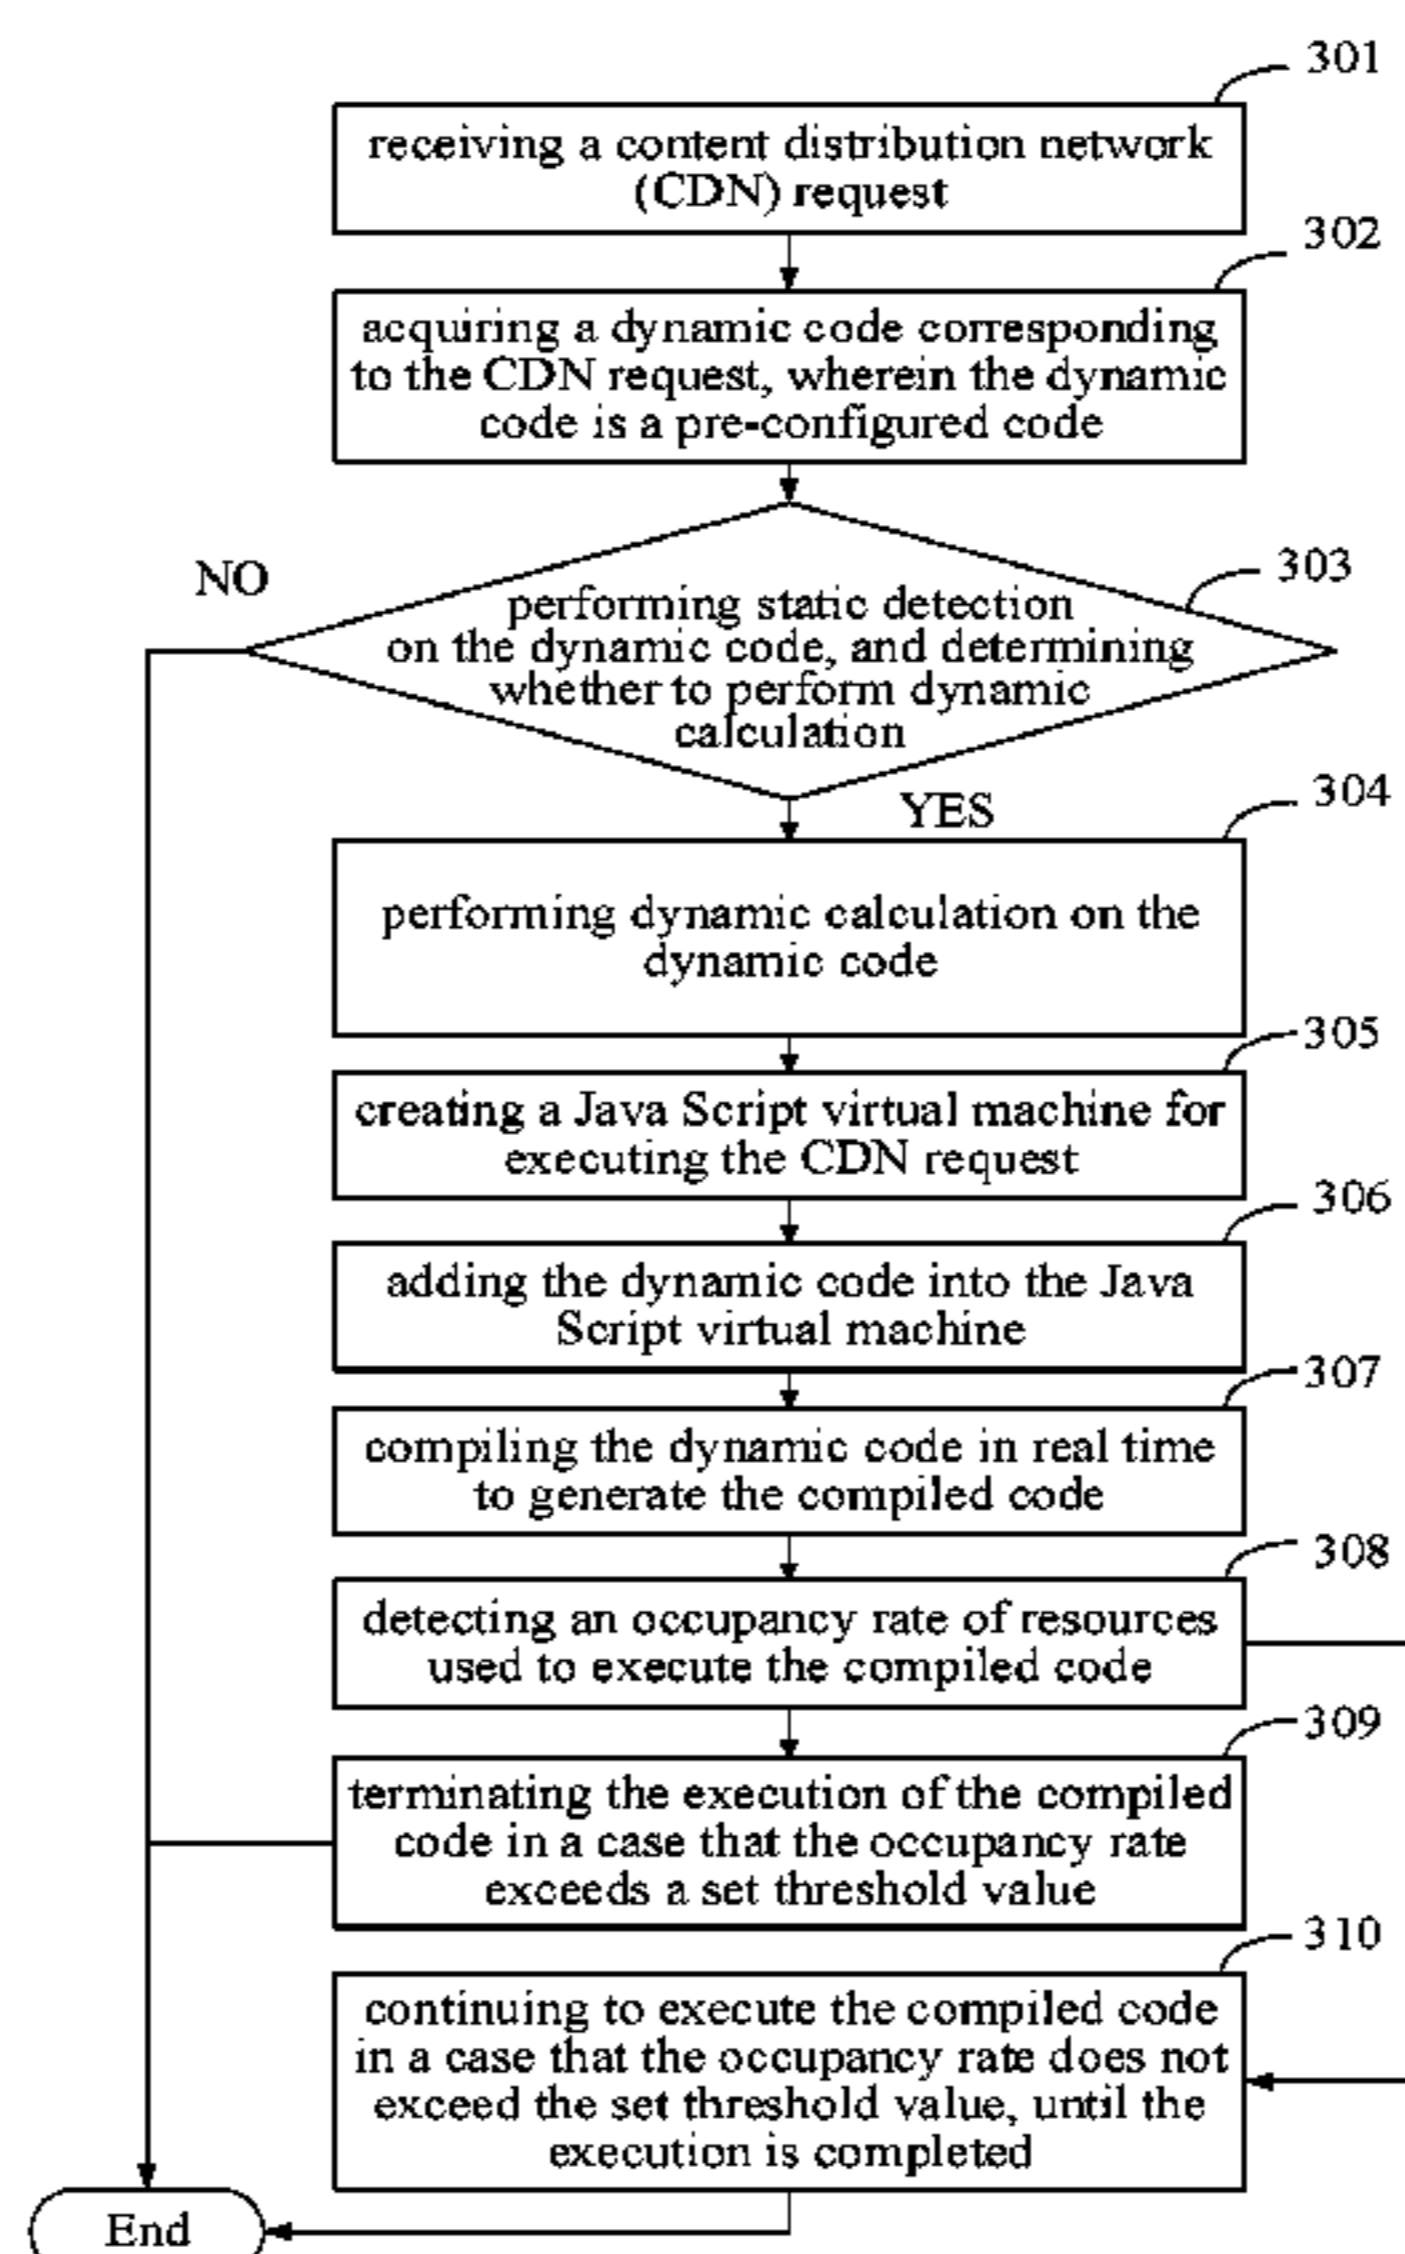 301
receiving a content distribution network
(CDN) request
302
acquiring a dynamic code corresponding
to the CDN request, wherein the dynamic
code is a pre-configured code
NO
303
performing static detection
on the dynamic code, and determining
whether to perform dynamic
calculation
YES
304
performing dynamic calculation on the
dynamic code
305
creating a Java Script virtual machine for
executing the CDN request
306
adding the dynamic code into the Java
Script virtual machine
307
compiling the dynamic code in real time
to generate the compiled code
308
detecting an occupancy rate of resources
used to execute the compiled code
309
terminating the execution of the compiled
code in a case that the occupancy rate
exceeds a set threshold value
310
continuing to execute the compiled code
in a case that the occupancy rate does not
exceed the set threshold value, until the
execution is completed
End